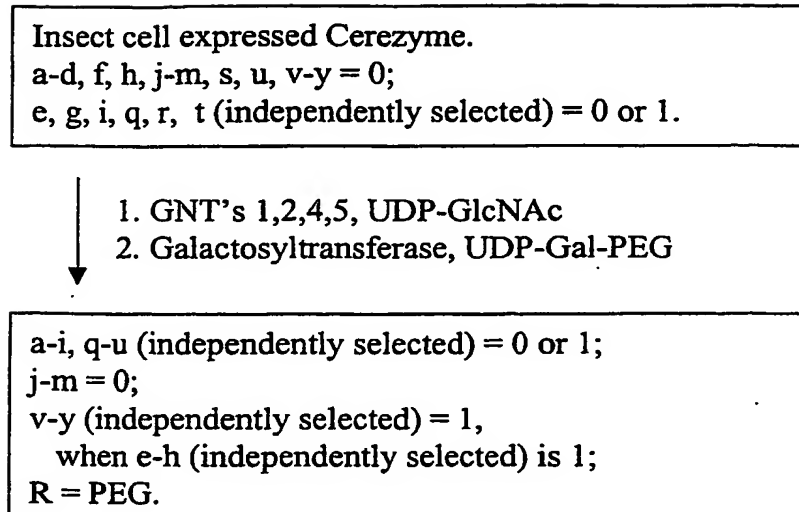 Insect cell expressed Cerezyme.
a-d, f, h, j-m, s, u, v-y = 0;
e, g, i, q, r, t (independently selected) = 0 or 1.
1. GNT's 1,2,4,5, UDP-GlcNAc
2. Galactosyltransferase, UDP-Gal-PEG
a-i, q-u (independently selected) = 0 or 1;
j-m = 0;
v-y (independently selected) = 1,
when e-h (independently selected) is 1;
R = PEG.